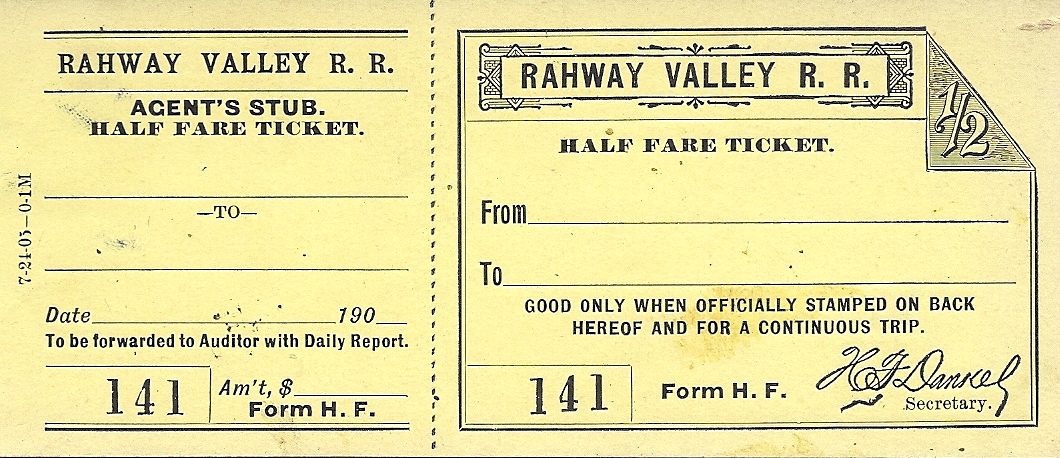 RAHWAY VALLEY R. R.
AGENT'S STUB.
HALF FARE TICKET.
—TO—
Date 190
To be forwarded to Auditor with Daily Report.
141
Am't, $
Form H. F.
7-24-05—0-1M
RAHWAY VALLEY R. R.
1/2
HALF FARE TICKET.
From
To
GOOD ONLY WHEN OFFICIALLY STAMPED ON BACK
HEREOF AND FOR A CONTINUOUS TRIP.
141
Form H. F.
Secretary.